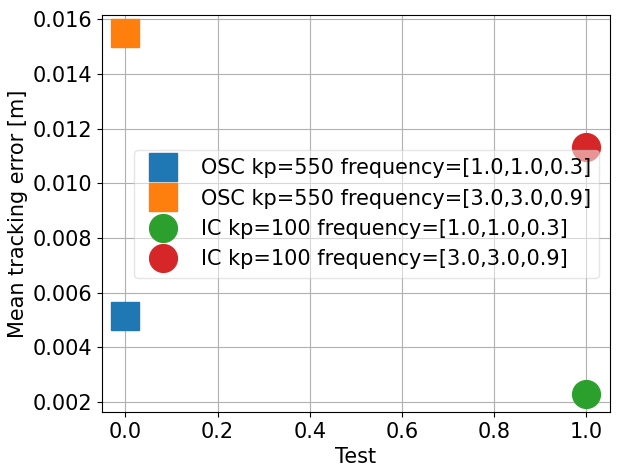 0.016
0.014
0.012
0.010
0.008
0.006
0.004
0.002
Mean tracking error [m]
OSC kp=550 frequency=[1.0,1.0,0.3]
OSC kp=550 frequency=[3.0,3.0,0.9]
IC kp=100 frequency=[1.0,1.0,0.3]
IC kp=100 frequency=[3.0,3.0,0.9]
0.0 0.2 0.4 0.6 0.8 1.0
Test